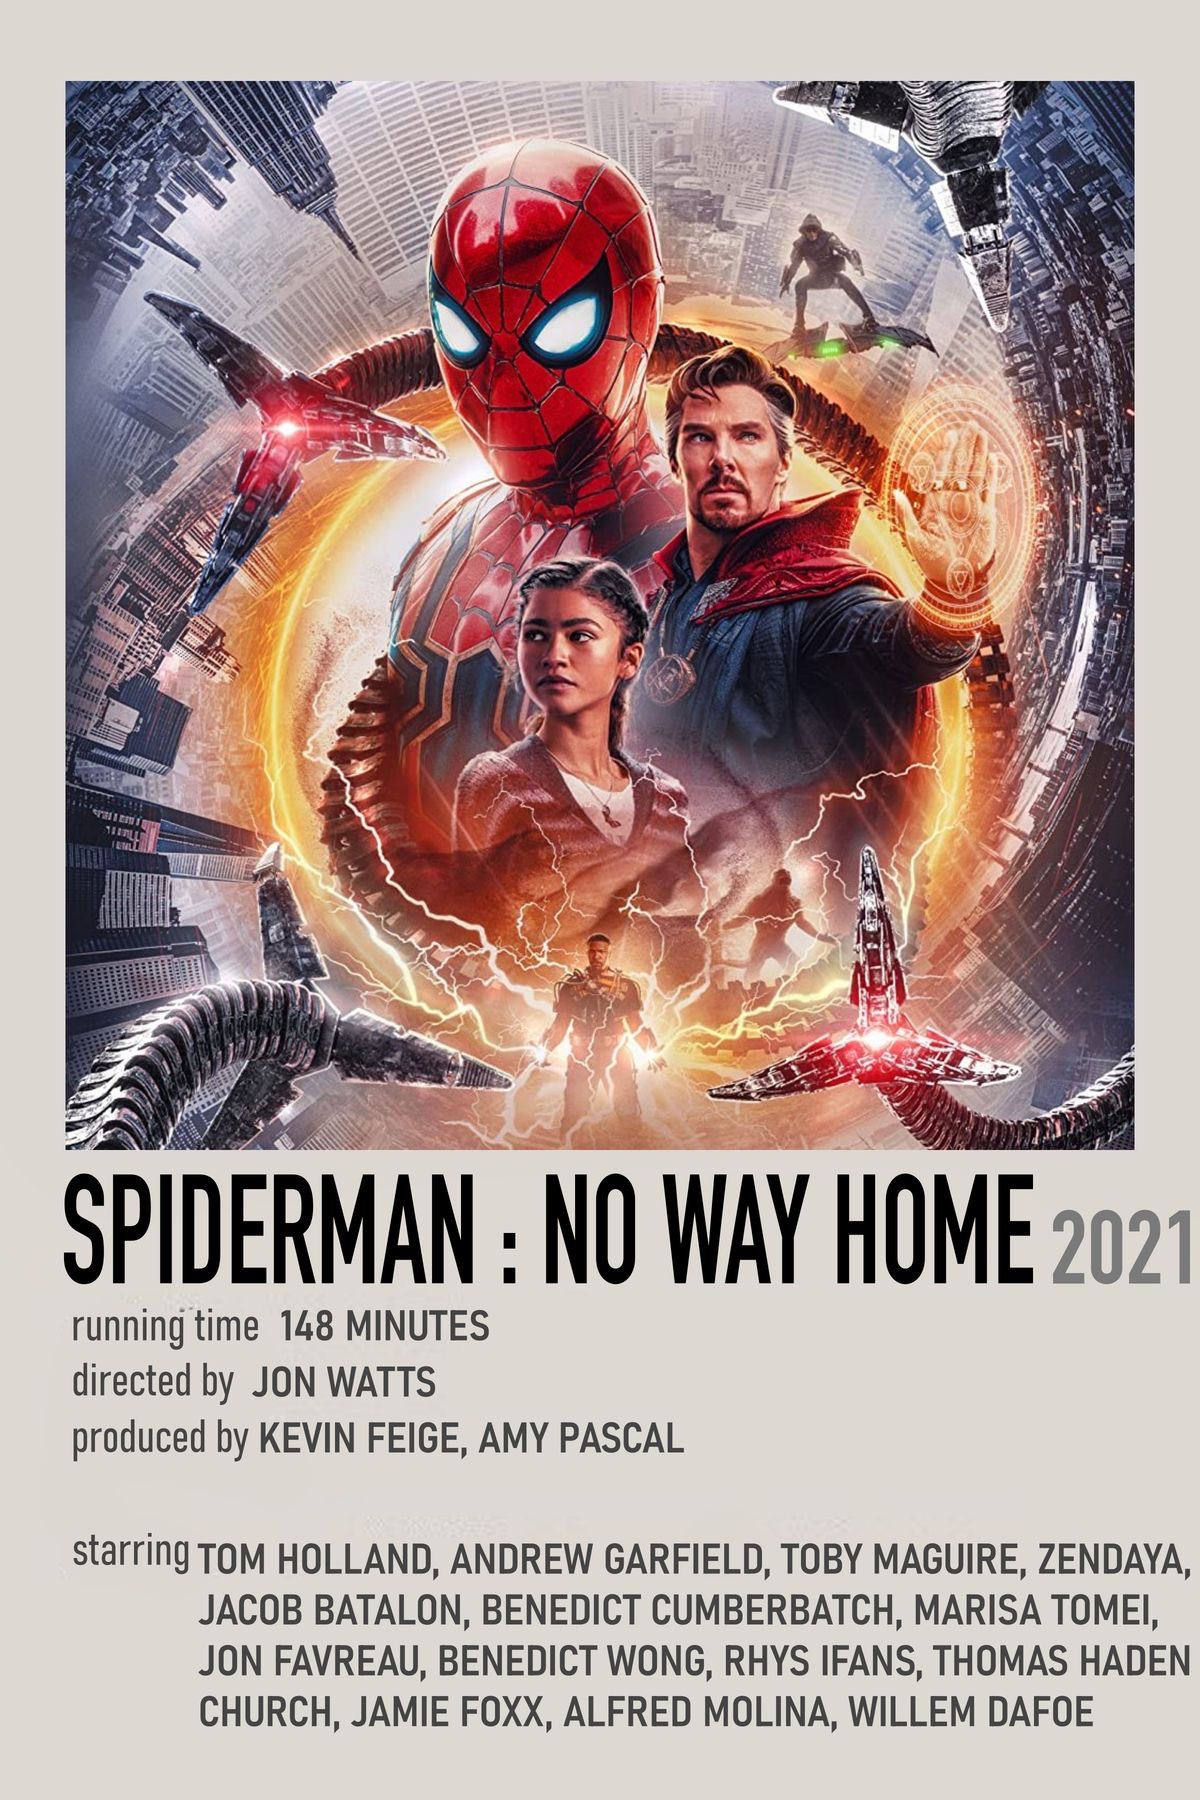 SPIDERMAN : NO WAY HOME 2021
running time 148 MINUTES
directed by JON WATTS
produced by KEVIN FEIGE, AMY PASCAL
starring TOM HOLLAND, ANDREW GARFIELD, TOBY MAGUIRE, ZENDAYA,
JACOB BATALON, BENEDICT CUMBERBATCH, MARISA TOMEI,
JON FAVREAU, BENEDICT WONG, RHYS IFANS, THOMAS HADEN
CHURCH, JAMIE FOXX, ALFRED MOLINA, WILLEM DAFOE